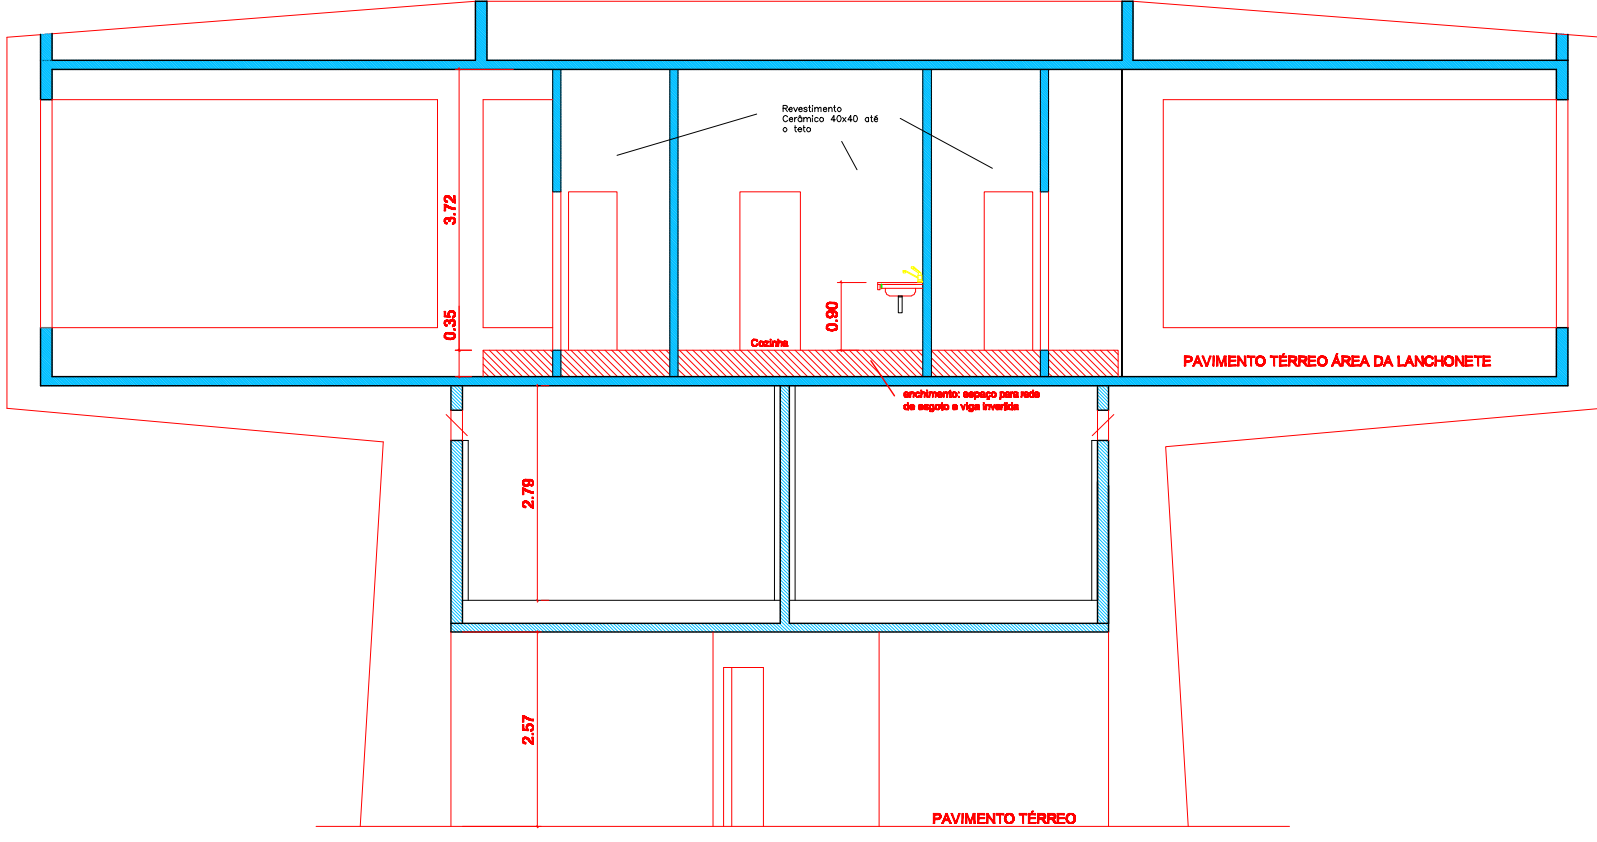 Revestimento
Cerâmico 40x40 até
o teto
3.72
0.35
0.90
Cozinha
PAVIMENTO TÉRREO ÁREA DA LANCHONETE
enchimento: espaço para rede
de esgoto e viga invertida
2.79
2.57
PAVIMENTO TÉRREO